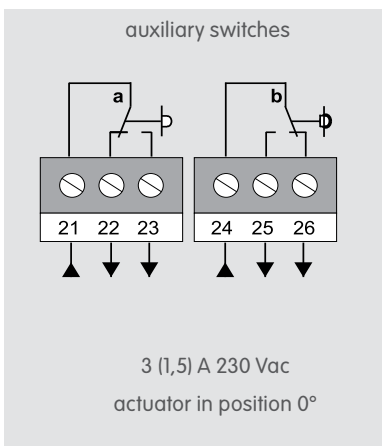 auxiliary switches
a b
21 22 23 24 25 26
3 (1,5) A 230 Vac
actuator in position 0°